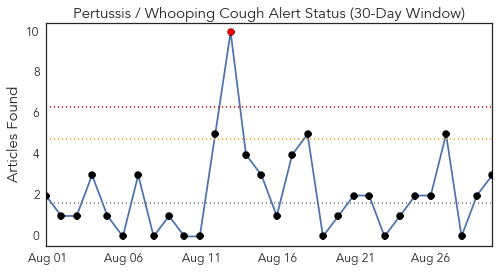 Pertussis / Whooping Cough Alert Status (30-Day Window)
Articles Found
10
8
6
4
2
0
Aug 01 Aug 06 Aug 11 Aug 16 Aug 21 Aug 26